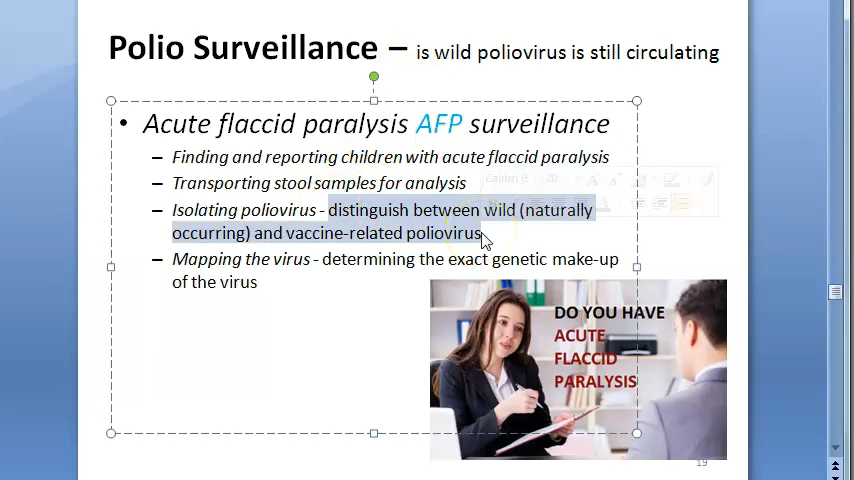 Polio Surveillance – is wild poliovirus is still circulating
• Acute flaccid paralysis AFP surveillance
– Finding and reporting children with acute flaccid paralysis
– Transporting stool samples for analysis
– Isolating poliovirus - distinguish between wild (naturally
occurring) and vaccine-related poliovirus
– Mapping the virus - determining the exact genetic make-up
of the virus
DO YOU HAVE
ACUTE
FLACCID
PARALYSIS
19